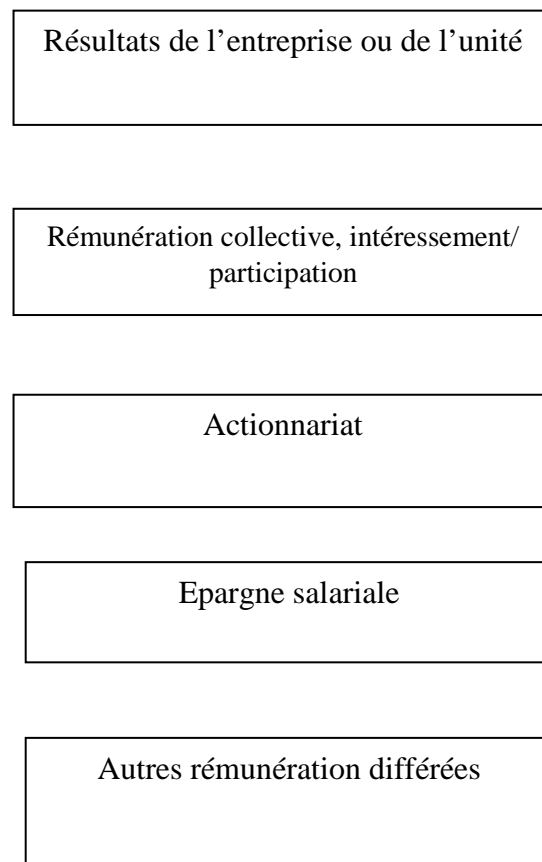 Résultats de l’entreprise ou de l’unité
Rémunération collective, intéressement/
participation
Actionnariat
Epargne salariale
Autres rémunération différées